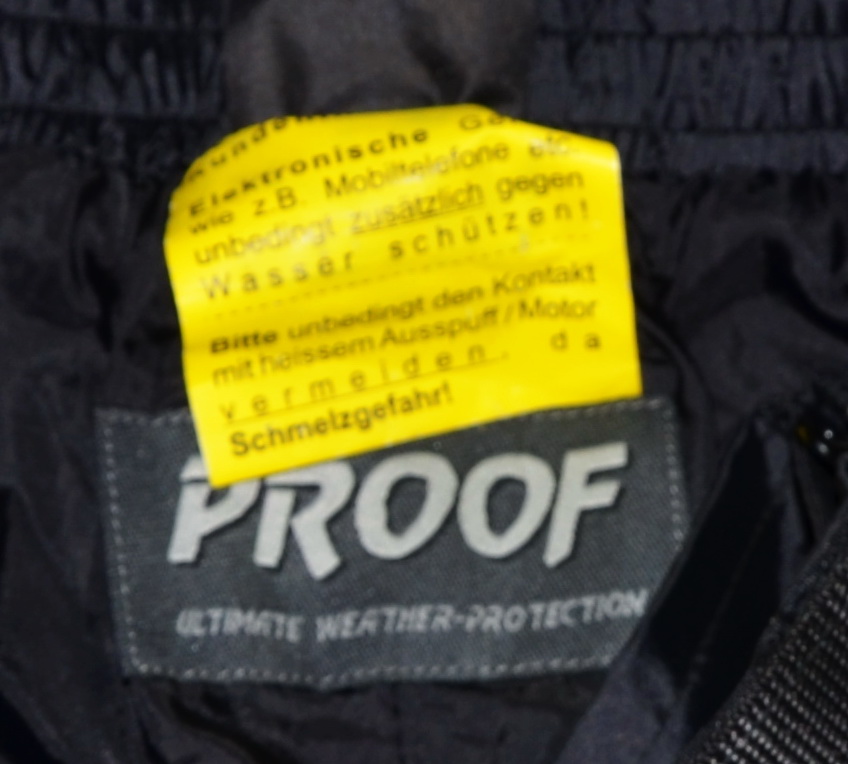 Elektronische
wie z.B. Mobiltelefone etc.
unbedingt zusätzlich gegen
Wasser schützen!
Bitte unbedingt den Kontakt
mit heissem Auspuff / Motor
vermeiden, da
Schmelzgefahr!
PROOF
ULTIMATE WEATHER-PROTECTION